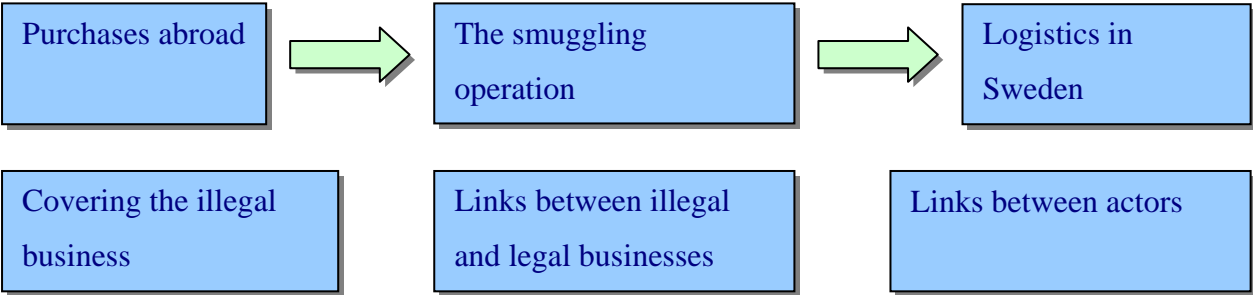 Purchases abroad
The smuggling
operation
Logistics in
Sweden
Covering the illegal
business
Links between illegal
and legal businesses
Links between actors